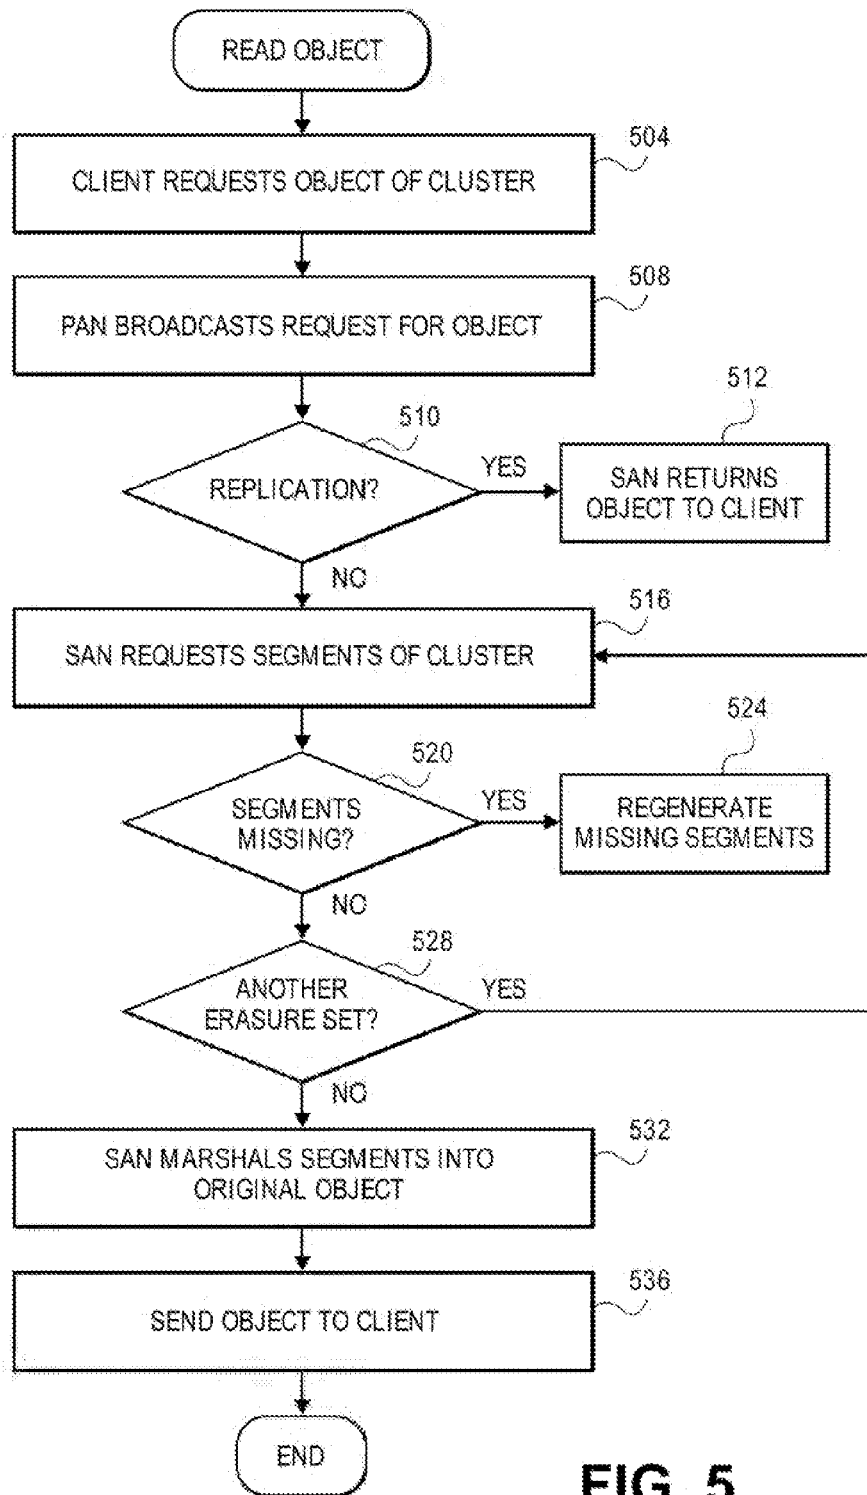 READ OBJECT
504
CLIENT REQUESTS OBJECT OF CLUSTER
508
PAN BROADCASTS REQUEST FOR OBJECT
510
512
REPLICATION?
YES
SAN RETURNS
OBJECT TO CLIENT
NO
516
SAN REQUESTS SEGMENTS OF CLUSTER
520
524
SEGMENTS
MISSING?
YES
REGENERATE
MISSING SEGMENTS
NO
528
ANOTHER
ERASURE SET?
YES
NO
532
SAN MARSHALS SEGMENTS INTO
ORIGINAL OBJECT
536
SEND OBJECT TO CLIENT
END
FIG. 5